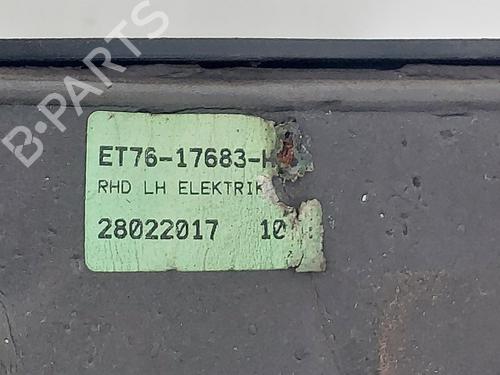 B-PARTS
ET76-17683-H
RHD LH ELEKTRIK
28022017 10